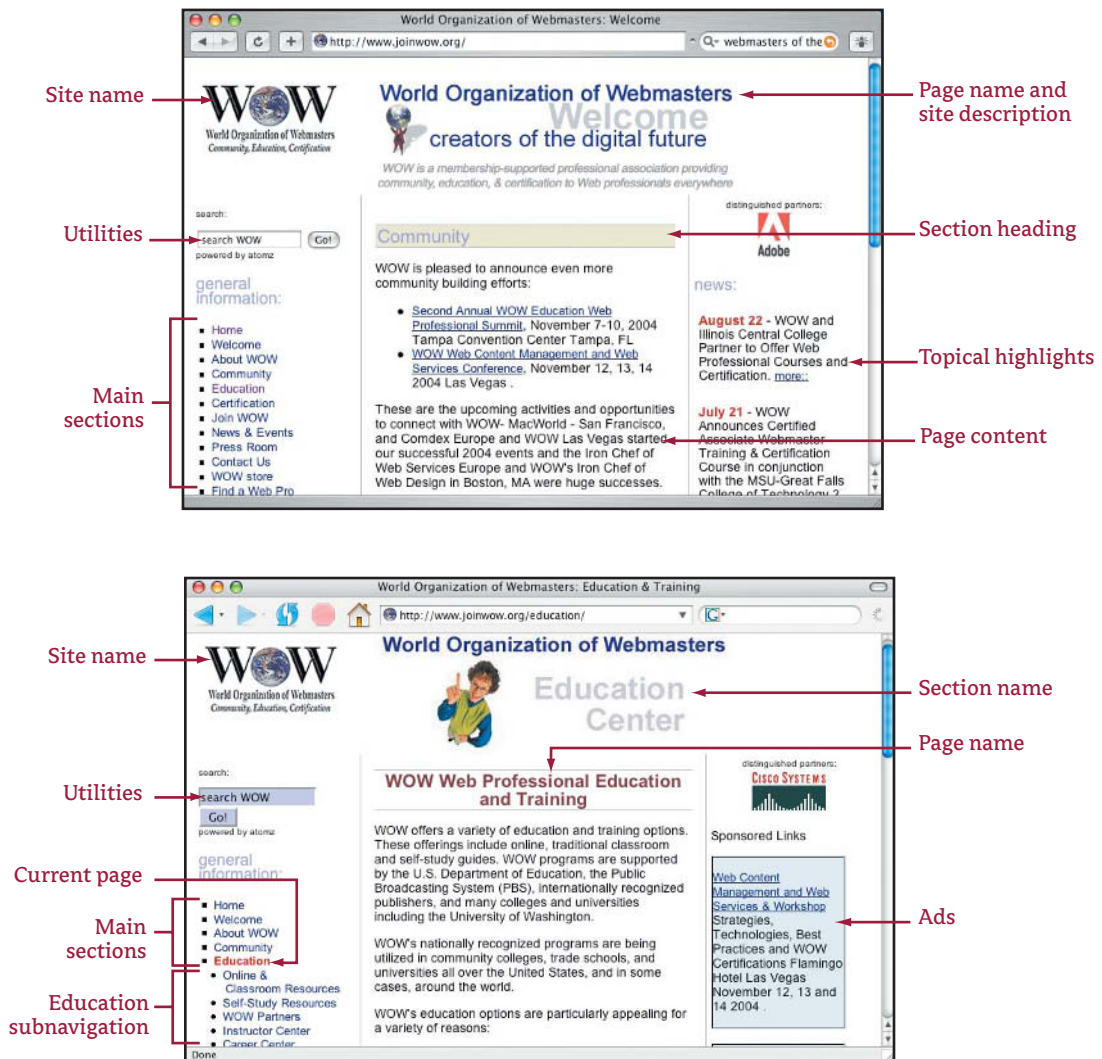 World Organization of Webmasters: Welcome
http://www.joinwow.org/
webmasters of the
Site name
WOW
World Organization of Webmasters
Community, Education, Certification
World Organization of Webmasters
Welcome
creators of the digital future
WOW is a membership-supported professional association providing
community, education, & certification to Web professionals everywhere
Page name and
site description
Utilities
search:
search WOW
Go!
powered by atomz
general
information:
Main
sections
Home
Welcome
About WOW
Community
Education
Certification
Join WOW
News & Events
Press Room
Contact Us
WOW store
Find a Web Pro
Community
WOW is pleased to announce even more
community building efforts:
Second Annual WOW Education Web
Professional Summit, November 7-10, 2004
Tampa Convention Center Tampa, FL
WOW Web Content Management and Web
Services Conference, November 12, 13, 14
2004 Las Vegas .
These are the upcoming activities and opportunities
to connect with WOW- MacWorld - San Francisco,
and Comdex Europe and WOW Las Vegas started
our successful 2004 events and the Iron Chef of
Web Services Europe and WOW's Iron Chef of
Web Design in Boston, MA were huge successes.
distinguished partners:
Adobe
news:
August 22 - WOW and
Illinois Central College
Partner to Offer Web
Professional Courses and
Certification. more::
July 21 - WOW
Announces Certified
Associate Webmaster
Training & Certification
Course in conjunction
with the MSU-Great Falls
College of Technology 2
Section heading
Topical highlights
Page content
World Organization of Webmasters: Education & Training
http://www.joinwow.org/education/
G
Site name
WOW
World Organization of Webmasters
Community, Education, Certification
World Organization of Webmasters
Education
Center
Section name
Page name
Utilities
search:
search WOW
Go!
powered by atomz
general
information:
Current page
Main
sections
Home
Welcome
About WOW
Community
Education
Education
subnavigation
Online &
Classroom Resources
Self-Study Resources
WOW Partners
Instructor Center
Career Center
Done
WOW Web Professional Education
and Training
WOW offers a variety of education and training options.
These offerings include online, traditional classroom
and self-study guides. WOW programs are supported
by the U.S. Department of Education, the Public
Broadcasting System (PBS), internationally recognized
publishers, and many colleges and universities
including the University of Washington.
WOW's nationally recognized programs are being
utilized in community colleges, trade schools, and
universities all over the United States, and in some
cases, around the world.
WOW's education options are particularly appealing for
a variety of reasons:
distinguished partners:
CISCO SYSTEMS
Sponsored Links
Web Content
Management and Web
Services & Workshop
Strategies,
Technologies, Best
Practices and WOW
Certifications Flamingo
Hotel Las Vegas
November 12, 13 and
14 2004 .
Ads